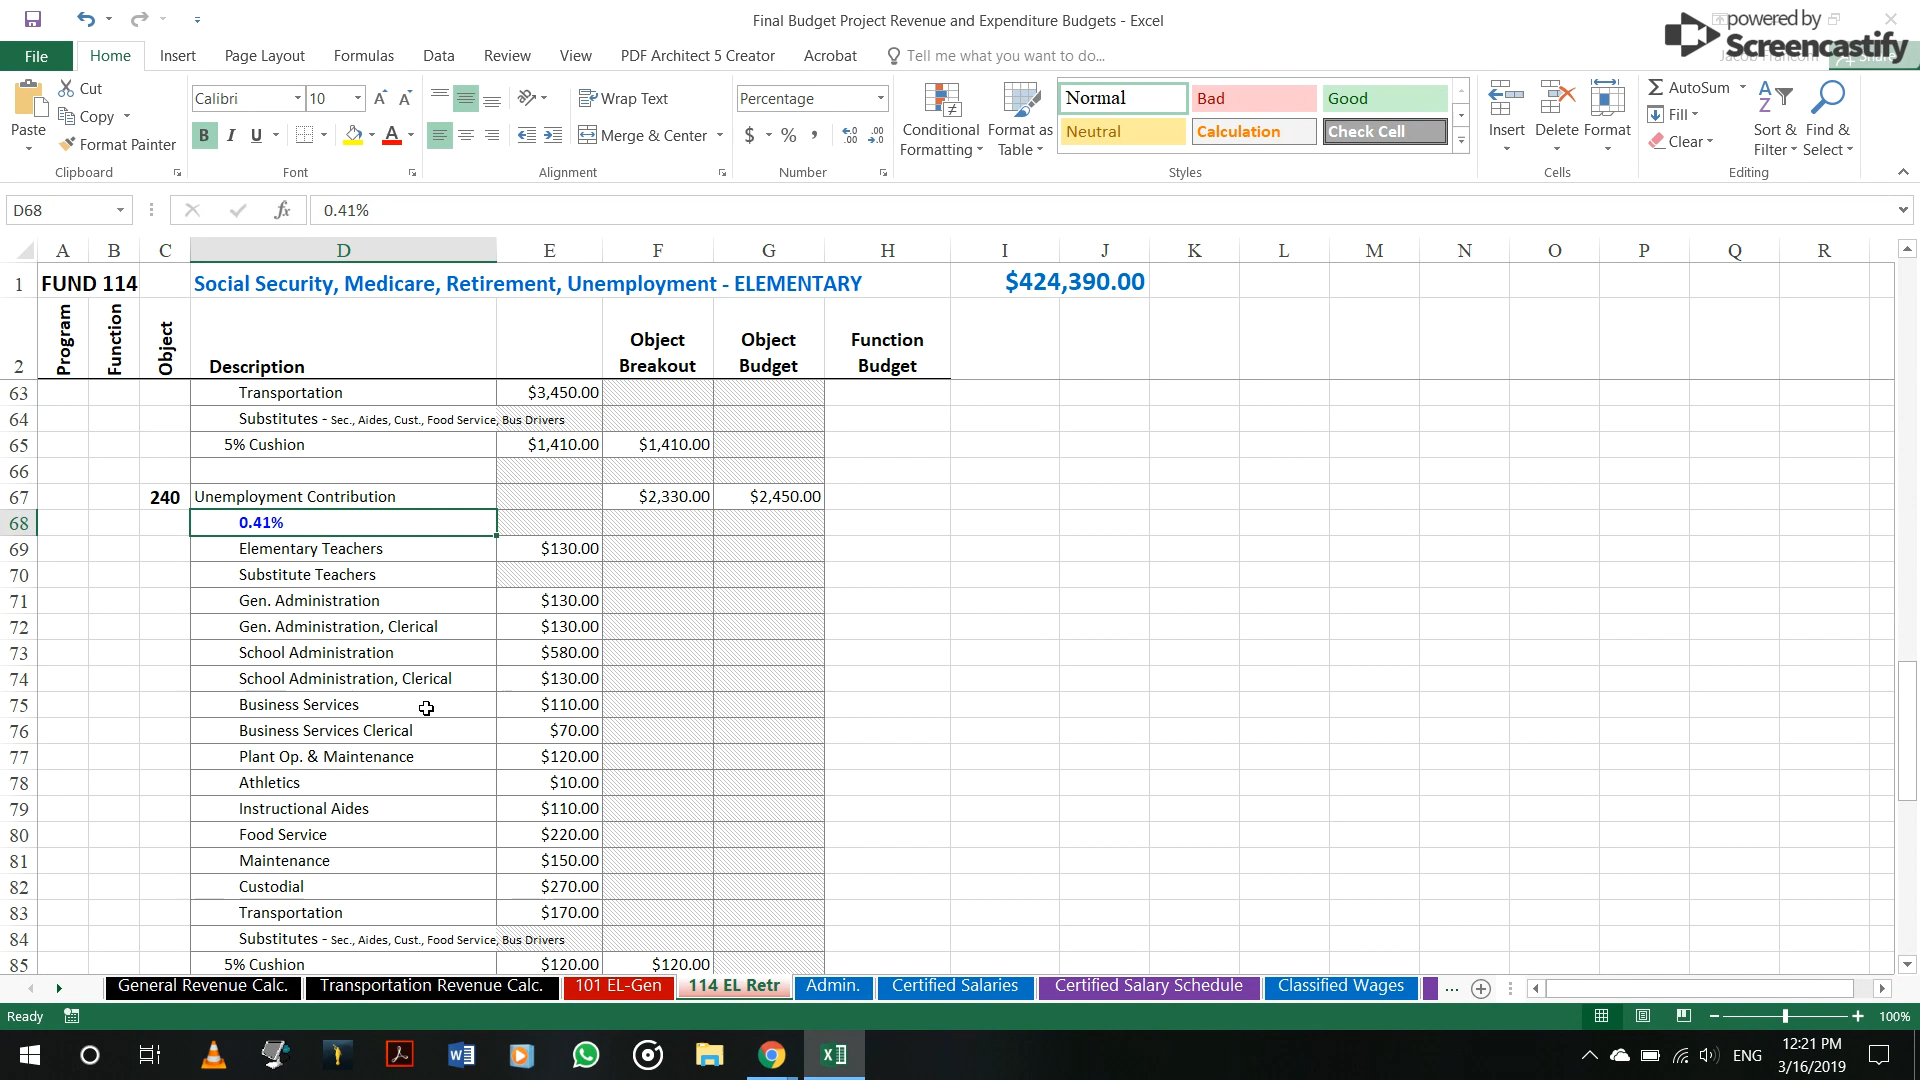 Final Budget Project Revenue and Expenditure Budgets - Excel
powered by
Screencastify
File Home Insert Page Layout Formulas Data Review View PDF Architect 5 Creator Acrobat Tell me what you want to do...
Paste Cut Copy Format Painter
Calibri 10
B I U
Wrap Text
Merge & Center
Percentage
$ % ,
Conditional Formatting
Format as Table
Normal Bad Good
Neutral Calculation Check Cell
Insert Delete Format
AutoSum
Fill
Clear
Sort & Filter
Find & Select
Clipboard Font Alignment Number Styles Cells Editing
D68 fx 0.41%
A B C D E F G H I J K L M N O P Q R
1 FUND 114 Social Security, Medicare, Retirement, Unemployment - ELEMENTARY $424,390.00
2 Program Function Object Description Object Breakout Object Budget Function Budget
63 Transportation $3,450.00
64 Substitutes - Sec., Aides, Cust., Food Service, Bus Drivers
65 5% Cushion $1,410.00 $1,410.00
66
67 240 Unemployment Contribution $2,330.00 $2,450.00
68 0.41%
69 Elementary Teachers $130.00
70 Substitute Teachers
71 Gen. Administration $130.00
72 Gen. Administration, Clerical $130.00
73 School Administration $580.00
74 School Administration, Clerical $130.00
75 Business Services $110.00
76 Business Services Clerical $70.00
77 Plant Op. & Maintenance $120.00
78 Athletics $10.00
79 Instructional Aides $110.00
80 Food Service $220.00
81 Maintenance $150.00
82 Custodial $270.00
83 Transportation $170.00
84 Substitutes - Sec., Aides, Cust., Food Service, Bus Drivers
85 5% Cushion $120.00 $120.00
General Revenue Calc. Transportation Revenue Calc. 101 EL-Gen 114 EL Retr Admin. Certified Salaries Certified Salary Schedule Classified Wages ...
Ready 100%
ENG 12:21 PM
3/16/2019